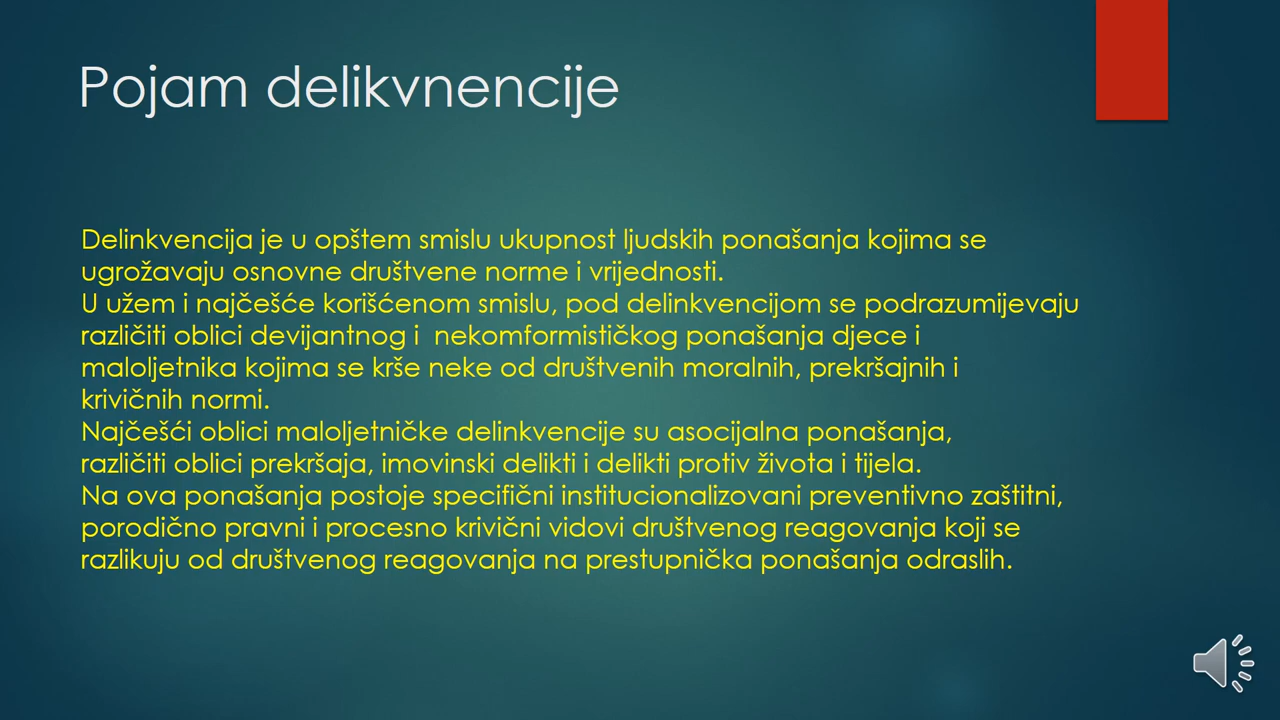 Pojam delikvnencije
Delinkvencija je u opštem smislu ukupnost ljudskih ponašanja kojima se
ugrožavaju osnovne društvene norme i vrijednosti.
U užem i najčešće korišćenom smislu, pod delinkvencijom se podrazumijevaju
različiti oblici devijantnog i  nekomformističkog ponašanja djece i
maloljetnika kojima se krše neke od društvenih moralnih, prekršajnih i
krivičnih normi.
Najčešći oblici maloljetničke delinkvencije su asocijalna ponašanja,
različiti oblici prekršaja, imovinski delikti i delikti protiv života i tijela.
Na ova ponašanja postoje specifični institucionalizovani preventivno zaštitni,
porodično pravni i procesno krivični vidovi društvenog reagovanja koji se
razlikuju od društvenog reagovanja na prestupnička ponašanja odraslih.